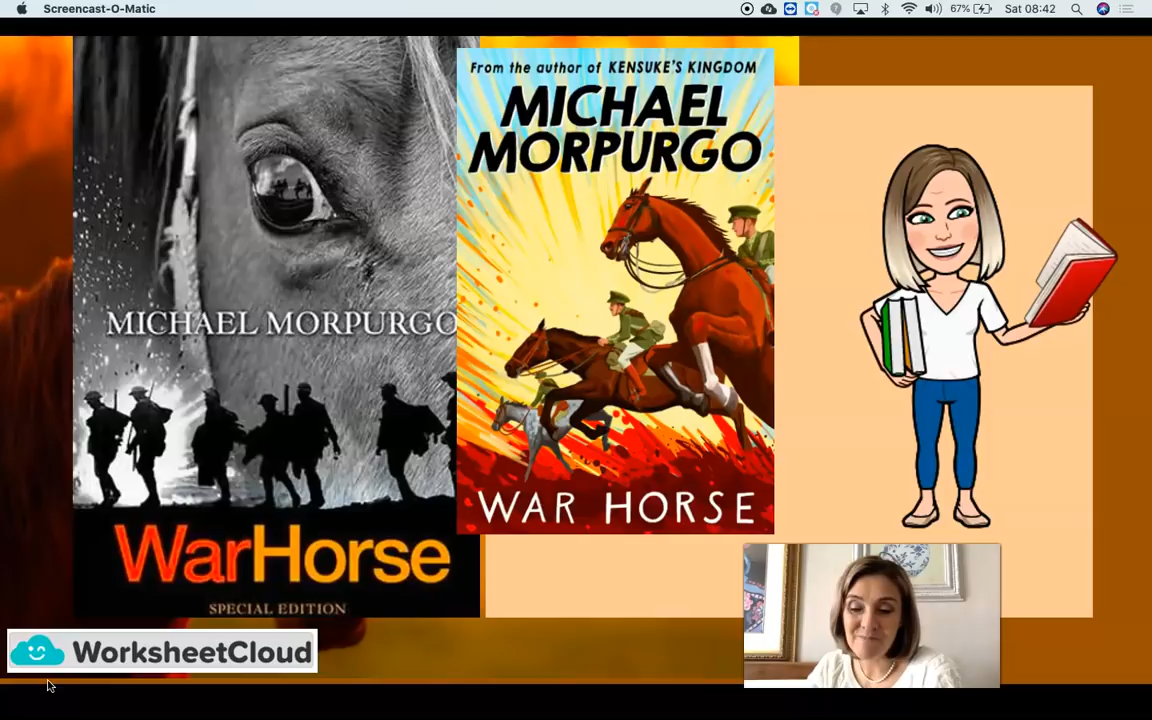 Screencast-O-Matic
67%
Sat 08:42
MICHAEL MORPURGO
WarHorse
SPECIAL EDITION
From the author of KENSUKE'S KINGDOM
MICHAEL
MORPURGO
WAR HORSE
WorksheetCloud